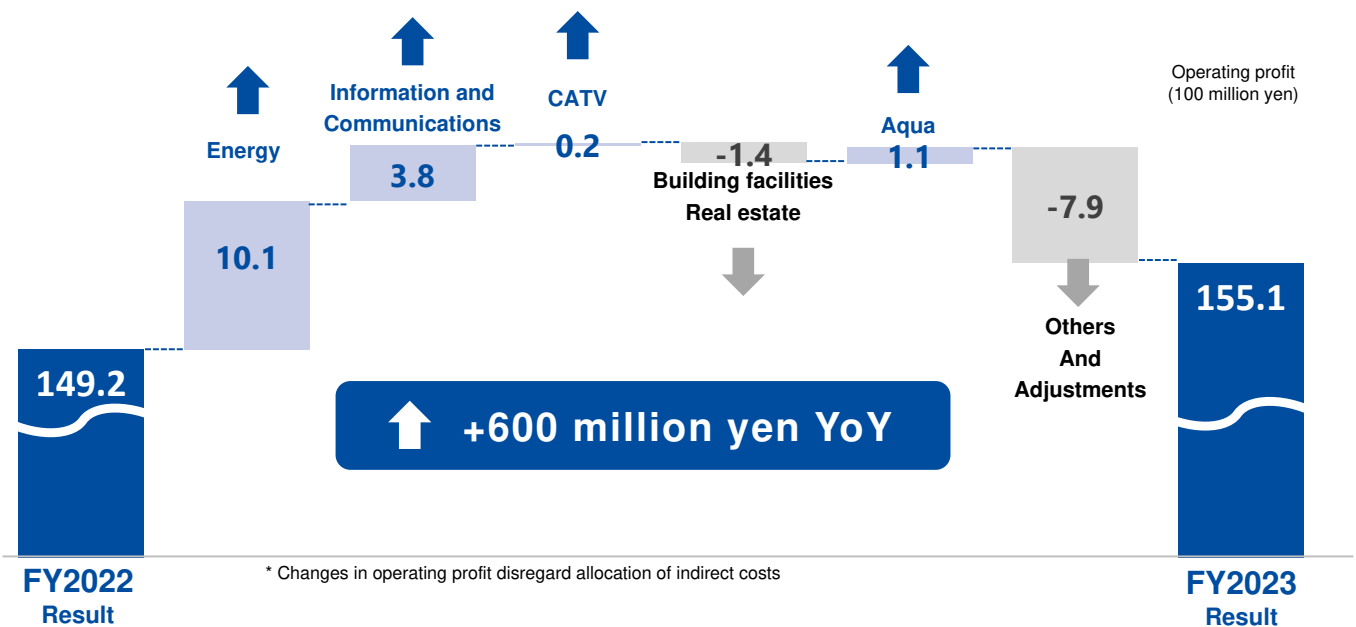 Operating profit
(100 million yen)
149.2
Energy
10.1
Information and
Communications
3.8
CATV
0.2
-1.4
Building facilities
Real estate
Aqua
1.1
-7.9
Others
And
Adjustments
155.1
+600 million yen YoY
FY2022
Result
* Changes in operating profit disregard allocation of indirect costs
FY2023
Result